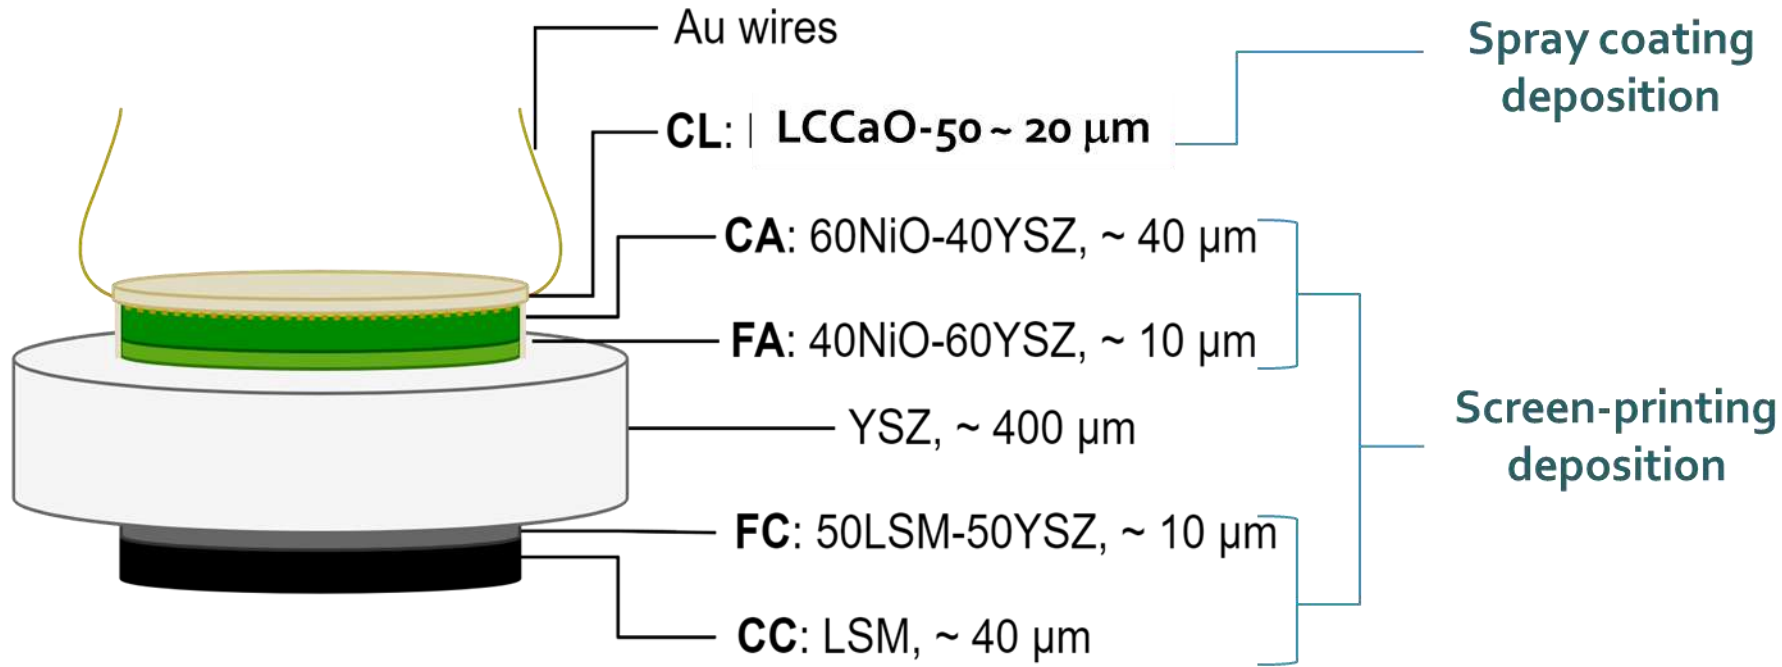 Au wires
Spray coating
deposition
CL: LCCaO-50 ~ 20 μm
CA: 60NiO-40YSZ, ~ 40 μm
FA: 40NiO-60YSZ, ~ 10 μm
YSZ, ~ 400 μm
Screen-printing
deposition
FC: 50LSM-50YSZ, ~ 10 μm
CC: LSM, ~ 40 μm